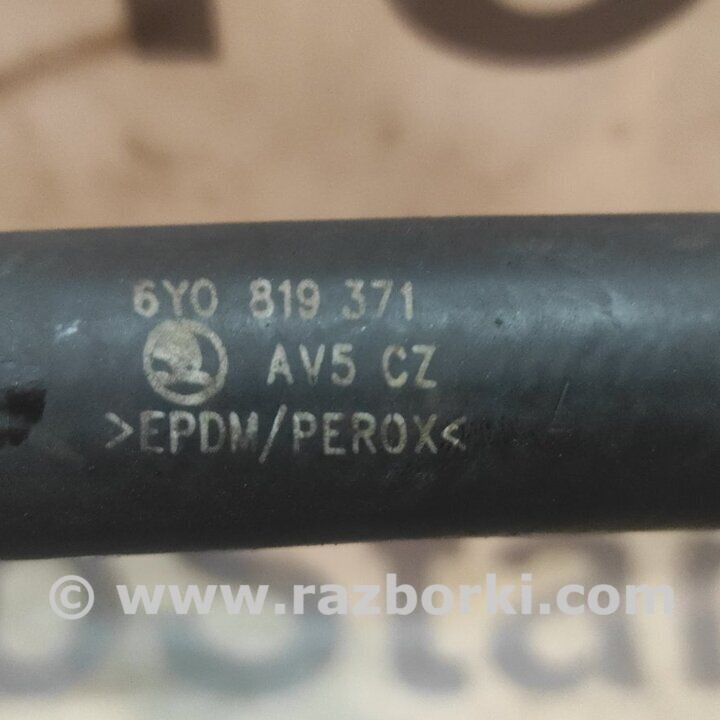 6Y0 819 371
AV5 CZ
>EPDM/PEROX<
© www.razborki.com